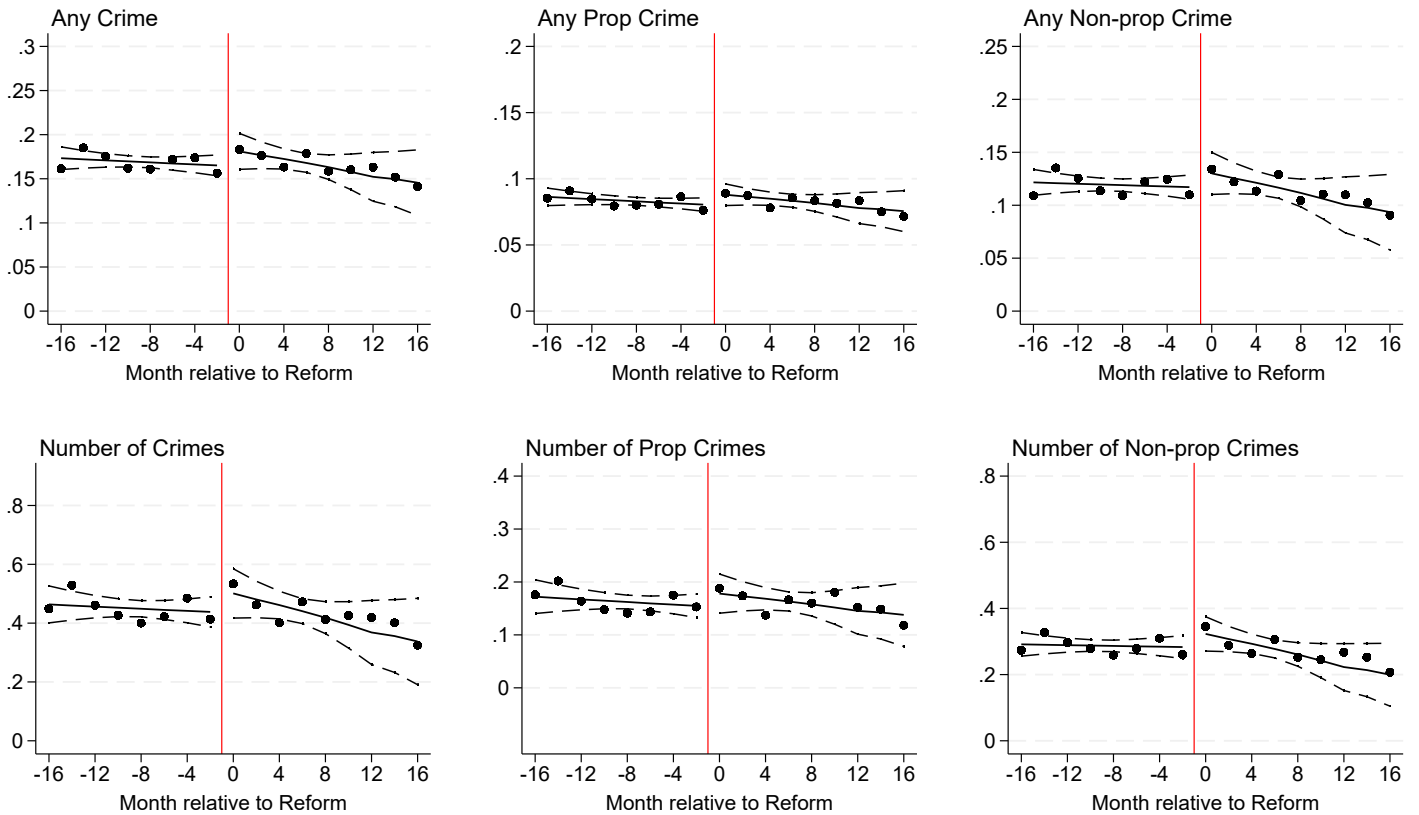 Any Crime
.3
.25
.2
.15
.1
.05
0
-16 -12 -8 -4 0 4 8 12 16
Month relative to Reform
Any Prop Crime
.2
.15
.1
.05
0
-16 -12 -8 -4 0 4 8 12 16
Month relative to Reform
Any Non-prop Crime
.25
.2
.15
.1
.05
0
-16 -12 -8 -4 0 4 8 12 16
Month relative to Reform
Number of Crimes
.8
.6
.4
.2
0
-16 -12 -8 -4 0 4 8 12 16
Month relative to Reform
Number of Prop Crimes
.4
.3
.2
.1
0
-16 -12 -8 -4 0 4 8 12 16
Month relative to Reform
Number of Non-prop Crimes
.8
.6
.4
.2
0
-16 -12 -8 -4 0 4 8 12 16
Month relative to Reform